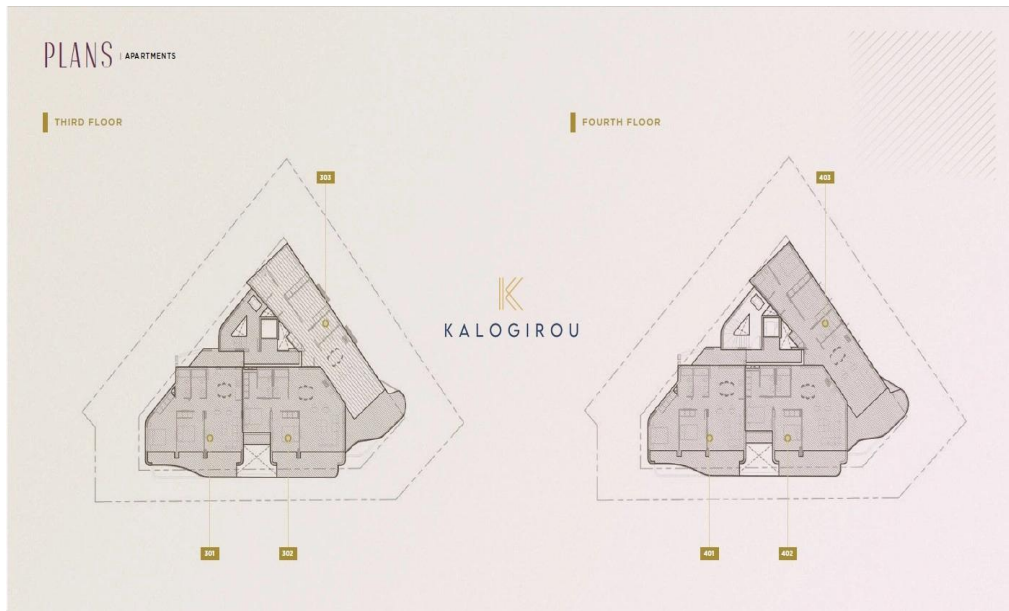 PLANS | APARTMENTS
THIRD FLOOR
FOURTH FLOOR
303
403
KALOGIROU
301
302
401
402